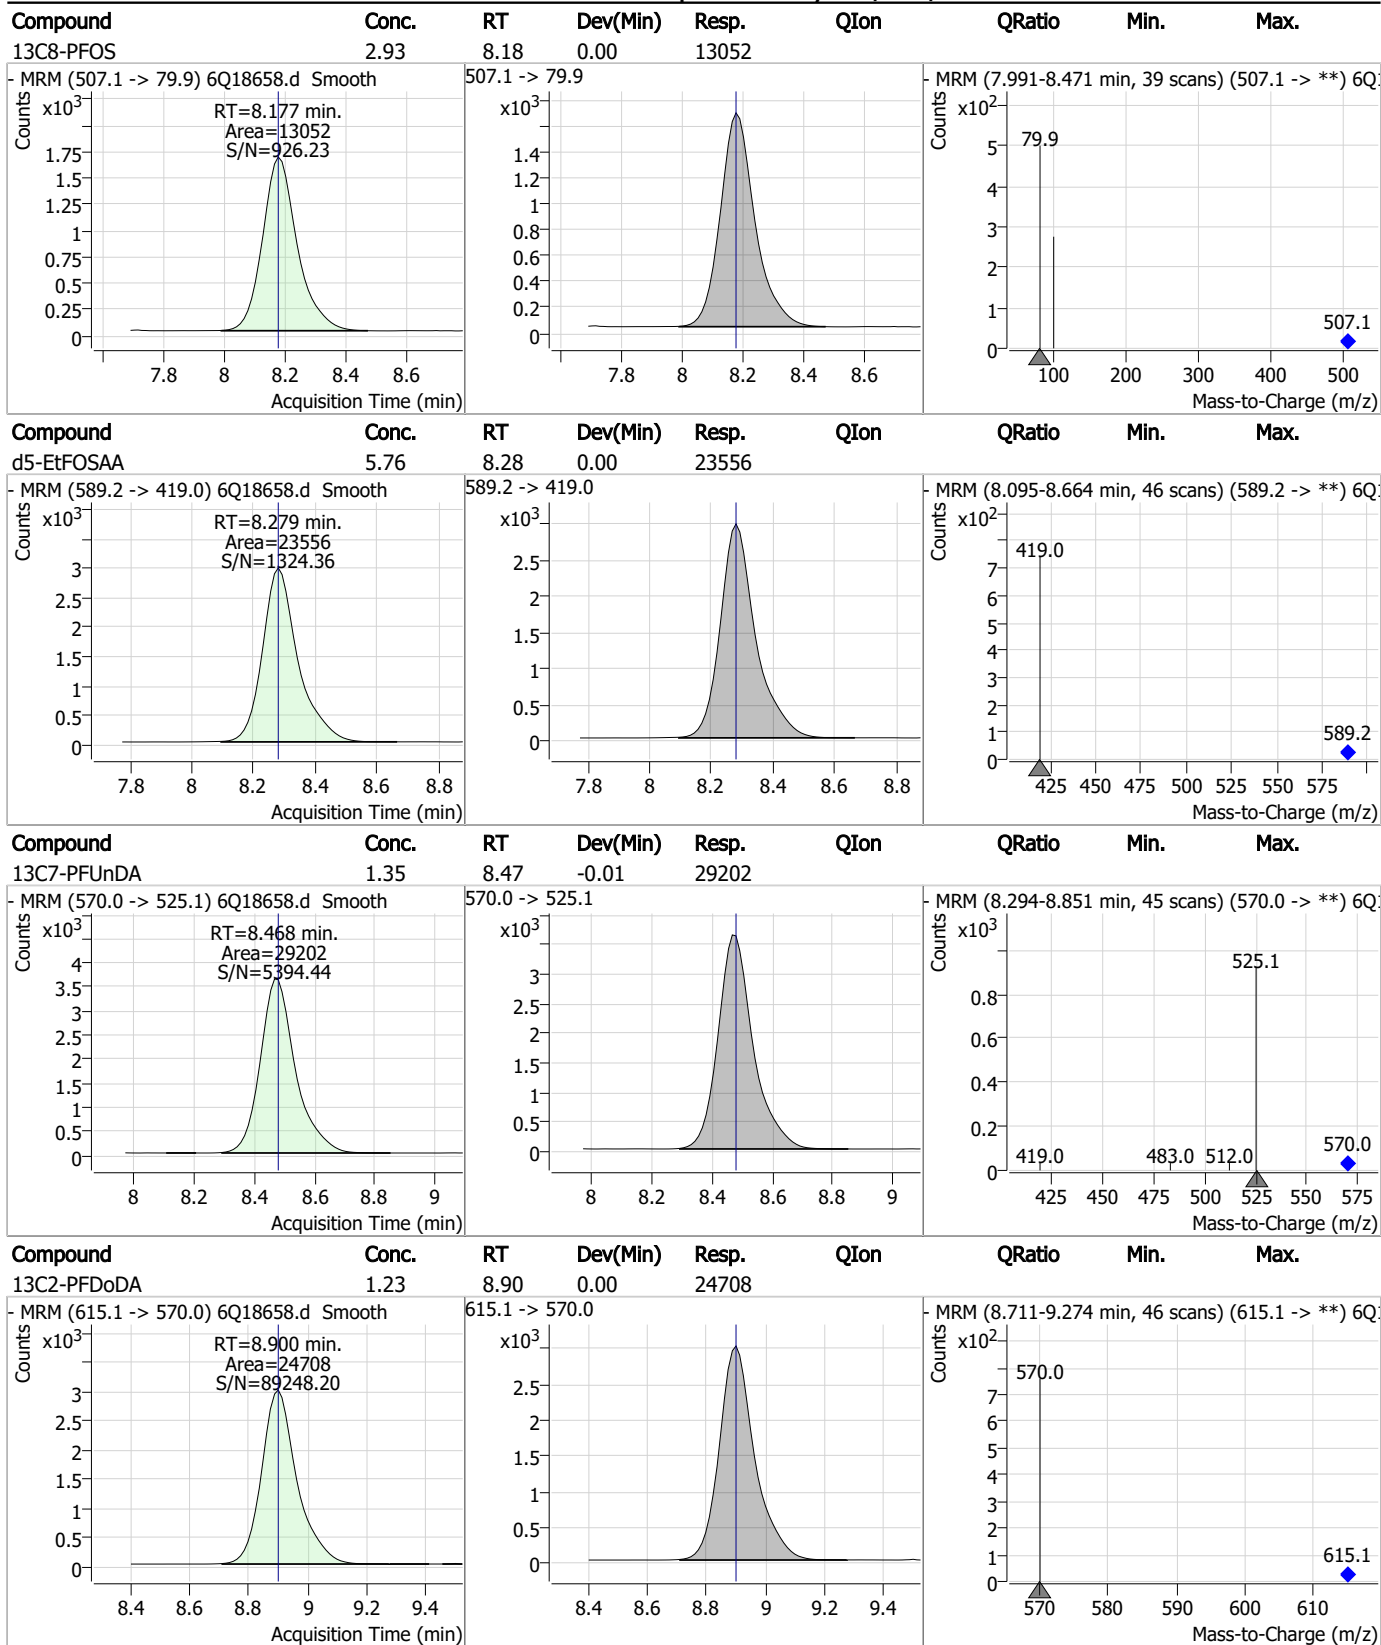 Compound Conc. RT Dev(Min) Resp. QIon QRatio Min. Max.
13C8-PFOS 2.93 8.18 0.00 13052
- MRM (507.1 -> 79.9) 6Q18658.d Smooth
Counts
x10³
RT=8.177 min.
Area=13052
S/N=926.23
1.75
1.5
1.25
1
0.75
0.5
0.25
0
7.8 8 8.2 8.4 8.6
Acquisition Time (min)
507.1 -> 79.9
x10³
1.4
1.2
1
0.8
0.6
0.4
0.2
0
7.8 8 8.2 8.4 8.6
- MRM (7.991-8.471 min, 39 scans) (507.1 -> **) 6Q
Counts
x10²
79.9
5
4
3
2
1
0
507.1
100 200 300 400 500
Mass-to-Charge (m/z)
Compound Conc. RT Dev(Min) Resp. QIon QRatio Min. Max.
d5-EtFOSAA 5.76 8.28 0.00 23556
- MRM (589.2 -> 419.0) 6Q18658.d Smooth
Counts
x10³
RT=8.279 min.
Area=23556
S/N=1324.36
3
2.5
2
1.5
1
0.5
0
7.8 8 8.2 8.4 8.6 8.8
Acquisition Time (min)
589.2 -> 419.0
x10³
2.5
2
1.5
1
0.5
0
7.8 8 8.2 8.4 8.6 8.8
- MRM (8.095-8.664 min, 46 scans) (589.2 -> **) 6Q
Counts
x10²
419.0
7
6
5
4
3
2
1
0
589.2
425 450 475 500 525 550 575
Mass-to-Charge (m/z)
Compound Conc. RT Dev(Min) Resp. QIon QRatio Min. Max.
13C7-PFUnDA 1.35 8.47 -0.01 29202
- MRM (570.0 -> 525.1) 6Q18658.d Smooth
Counts
x10³
RT=8.468 min.
Area=29202
S/N=5394.44
4
3.5
3
2.5
2
1.5
1
0.5
0
8 8.2 8.4 8.6 8.8 9
Acquisition Time (min)
570.0 -> 525.1
x10³
3
2.5
2
1.5
1
0.5
0
8 8.2 8.4 8.6 8.8 9
- MRM (8.294-8.851 min, 45 scans) (570.0 -> **) 6Q
Counts
x10³
525.1
0.8
0.6
0.4
0.2
0
419.0 483.0 512.0 570.0
425 450 475 500 525 550 575
Mass-to-Charge (m/z)
Compound Conc. RT Dev(Min) Resp. QIon QRatio Min. Max.
13C2-PFDoDA 1.23 8.90 0.00 24708
- MRM (615.1 -> 570.0) 6Q18658.d Smooth
Counts
x10³
RT=8.900 min.
Area=24708
S/N=89248.20
3
2.5
2
1.5
1
0.5
0
8.4 8.6 8.8 9 9.2 9.4
Acquisition Time (min)
615.1 -> 570.0
x10³
2.5
2
1.5
1
0.5
0
8.4 8.6 8.8 9 9.2 9.4
- MRM (8.711-9.274 min, 46 scans) (615.1 -> **) 6Q
Counts
x10²
570.0
7
6
5
4
3
2
1
0
615.1
570 580 590 600 610
Mass-to-Charge (m/z)